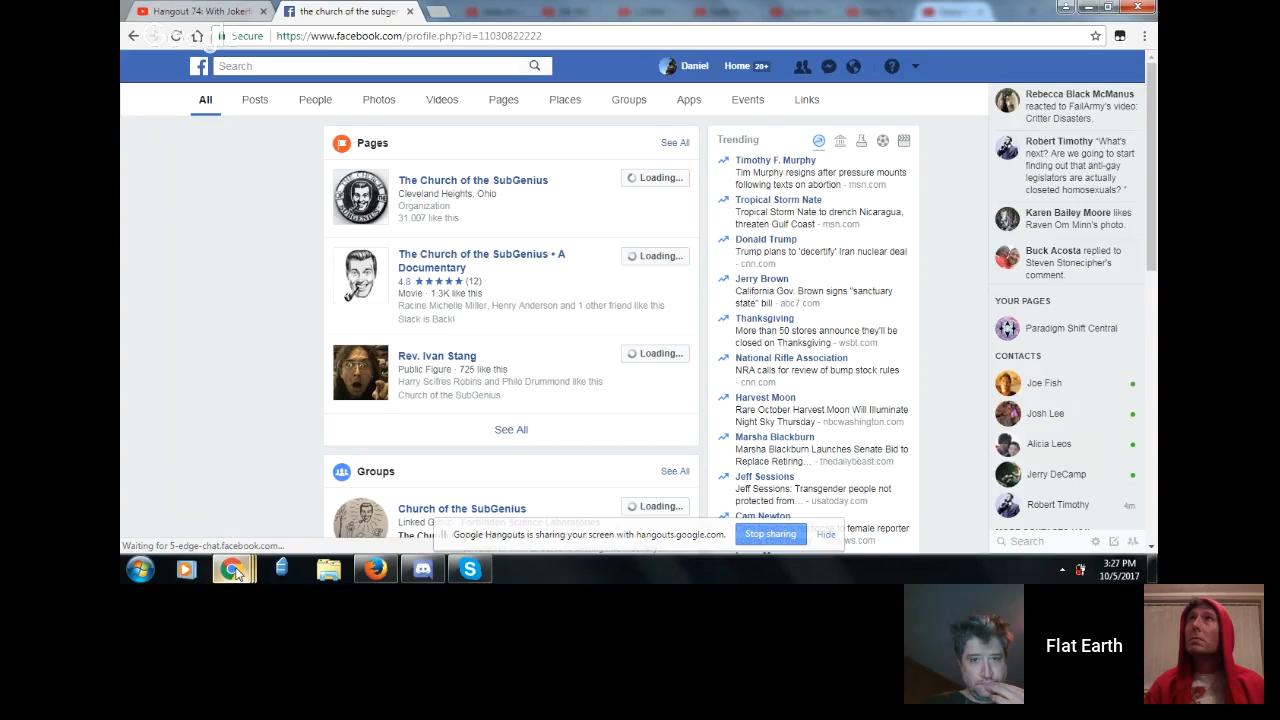 Hangout 74: With Jokerf
the church of the subge
Secure
https://www.facebook.com/profile.php?id=11030822222
Search
Daniel
Home 20+
All
Posts
People
Photos
Videos
Pages
Places
Groups
Apps
Events
Links
Pages
See All
The Church of the SubGenius
Cleveland Heights, Ohio
Organization
31,007 like this
Loading...
The Church of the SubGenius • A
Documentary
4.8 ★★★★★ (12)
Movie · 1.3K like this
Racine Michelle Miller, Henry Anderson and 1 other friend like this
Slack is Back!
Loading...
Rev. Ivan Stang
Public Figure · 725 like this
Harry Scifres Robins and Philo Drummond like this
Church of the SubGenius
Loading...
See All
Groups
See All
Church of the SubGenius
Loading...
Trending
Timothy F. Murphy
Tim Murphy resigns after pressure mounts
following texts on abortion - msn.com
Tropical Storm Nate
Tropical Storm Nate to drench Nicaragua,
threaten Gulf Coast - msn.com
Donald Trump
Trump plans to 'decertify' Iran nuclear deal
- cnn.com
Jerry Brown
California Gov. Brown signs "sanctuary
state" bill - abc7.com
Thanksgiving
More than 50 stores announce they'll be
closed on Thanksgiving - wsbt.com
National Rifle Association
NRA calls for review of bump stock rules
- cnn.com
Harvest Moon
Rare October Harvest Moon Will Illuminate
Night Sky Thursday - nbcwashington.com
Marsha Blackburn
Marsha Blackburn Launches Senate Bid to
Replace Retiring... - thedailybeast.com
Jeff Sessions
Jeff Sessions: Transgender people not
protected from... - usatoday.com
Cam Newton
to female reporter
Rebecca Black McManus
reacted to FailArmy's video:
Critter Disasters.
Robert Timothy "What's
next? Are we going to start
finding out that anti-gay
legislators are actually
closeted homosexuals? "
Karen Bailey Moore likes
Raven Om Minn's photo.
Buck Acosta replied to
Steven Stonecipher's
comment.
YOUR PAGES
Paradigm Shift Central
CONTACTS
Joe Fish
Josh Lee
Alicia Leos
Jerry DeCamp
Robert Timothy 4m
Search
Google Hangouts is sharing your screen with hangouts.google.com.
Stop sharing
Hide
Waiting for 5-edge-chat.facebook.com...
3:27 PM
10/5/2017
Flat Earth